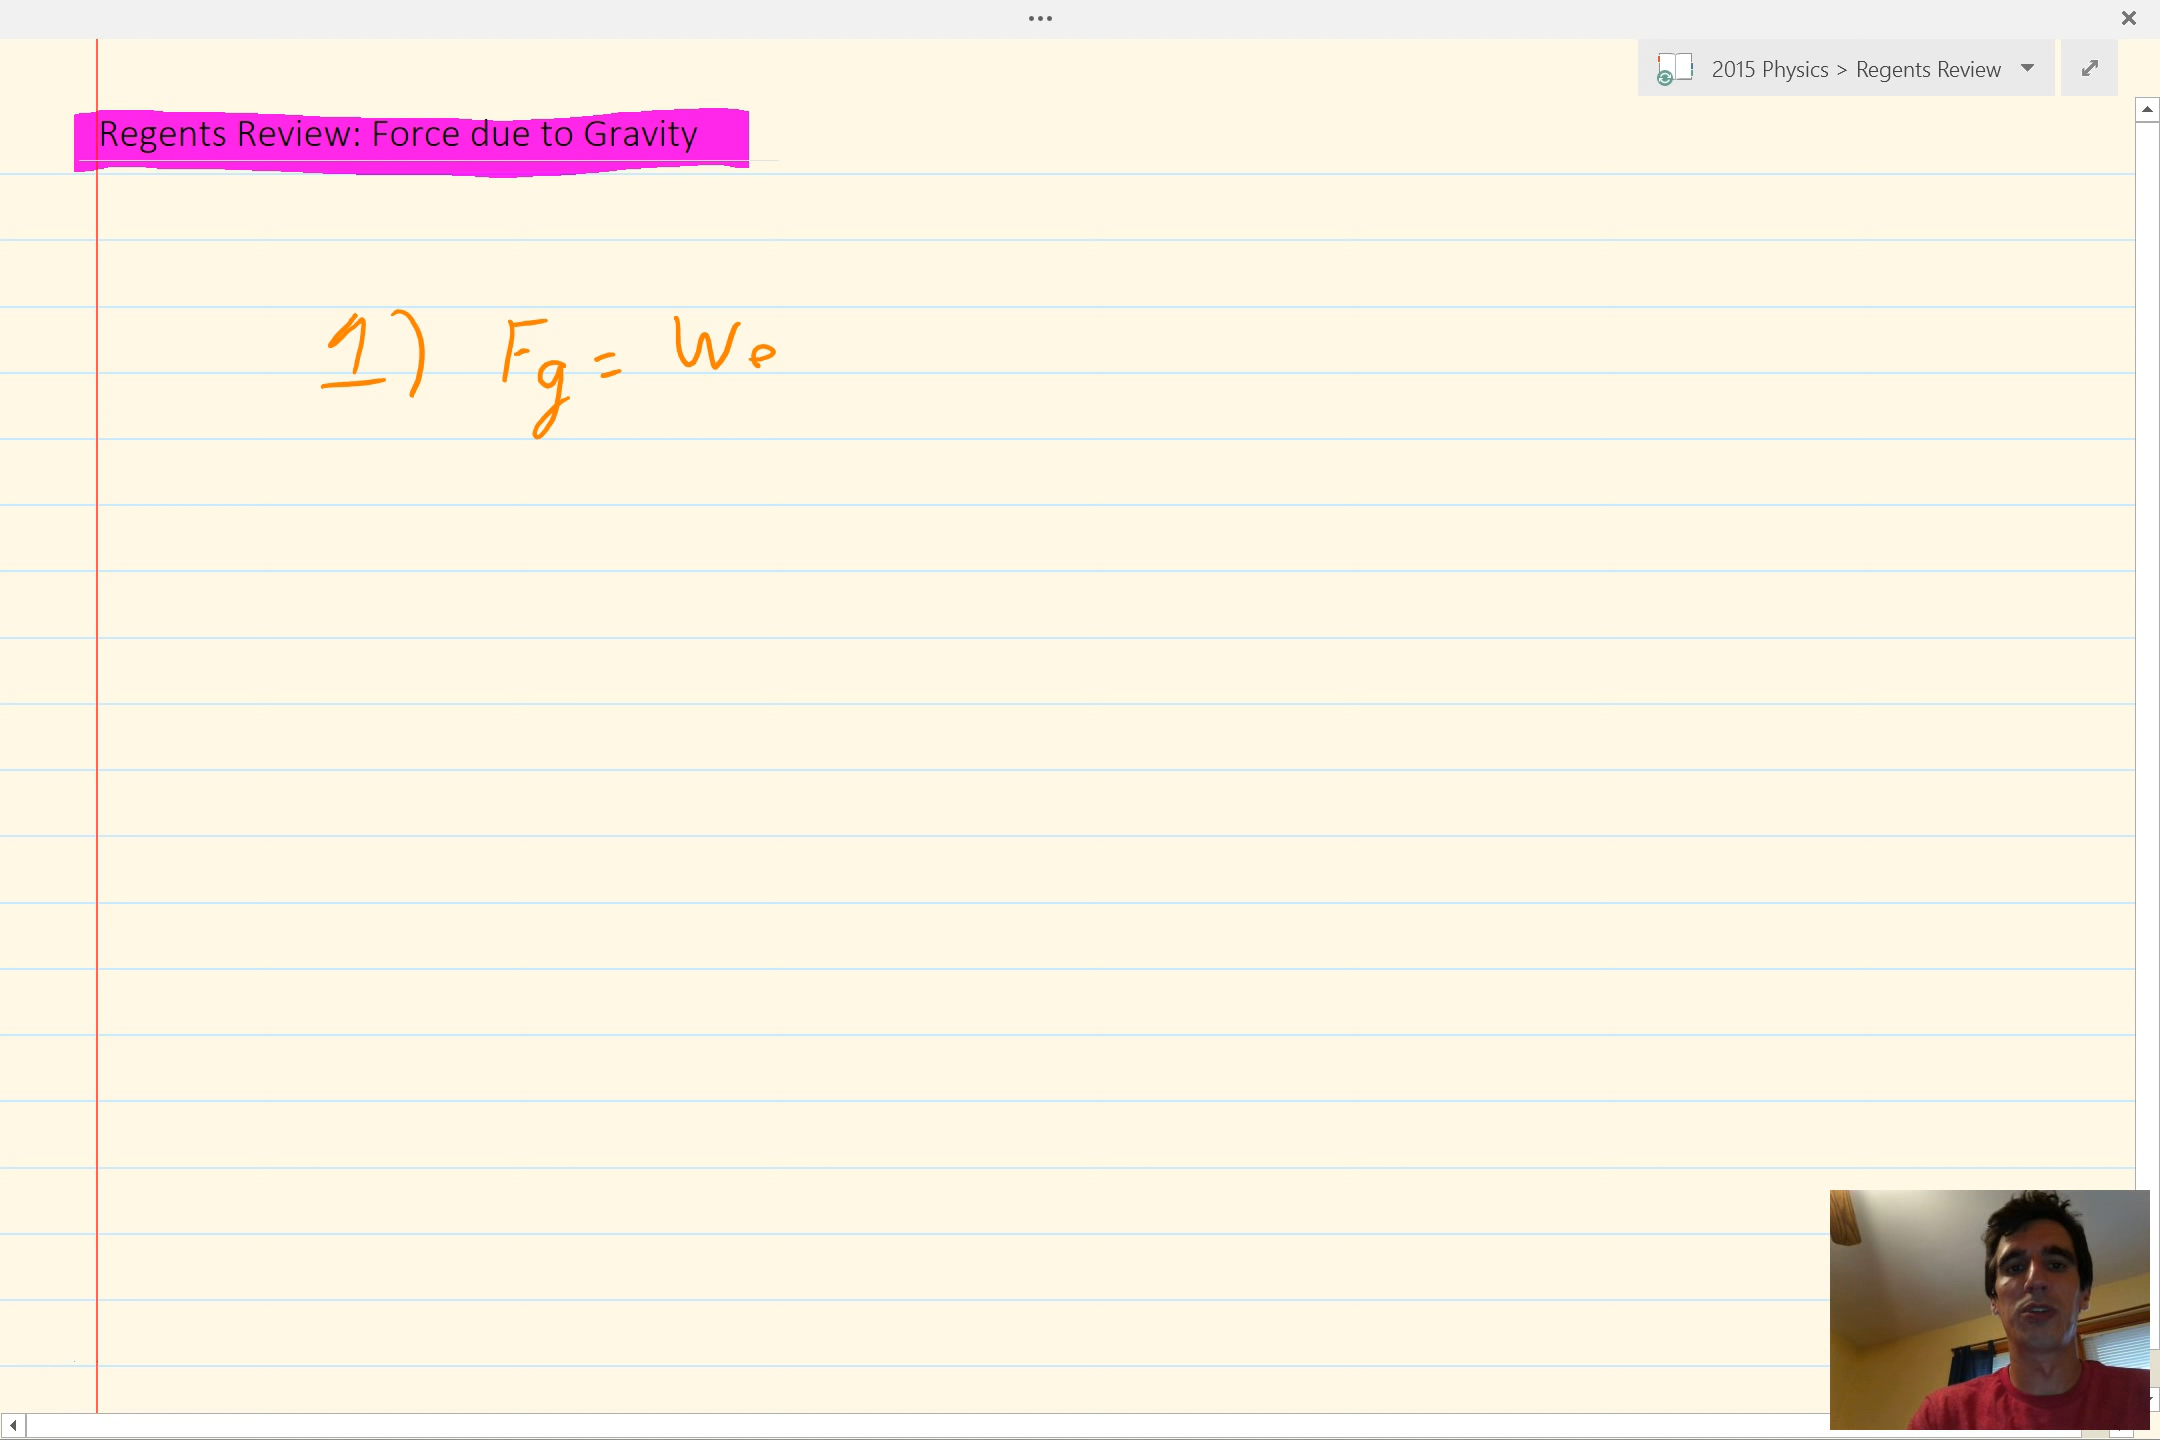 2015 Physics > Regents Review
Regents Review: Force due to Gravity
1) Fg = We